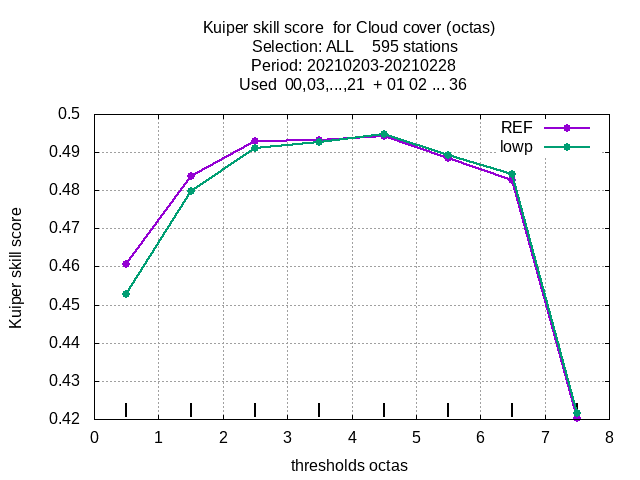 Kuiper skill score  for Cloud cover (octas)
Selection: ALL    595 stations
Period: 20210203-20210228
Used  00,03,...,21  + 01 02 ... 36
REF
lowp
0.5
0.49
0.48
0.47
0.46
0.45
0.44
0.43
0.42
Kuiper skill score
0 1 2 3 4 5 6 7 8
thresholds octas